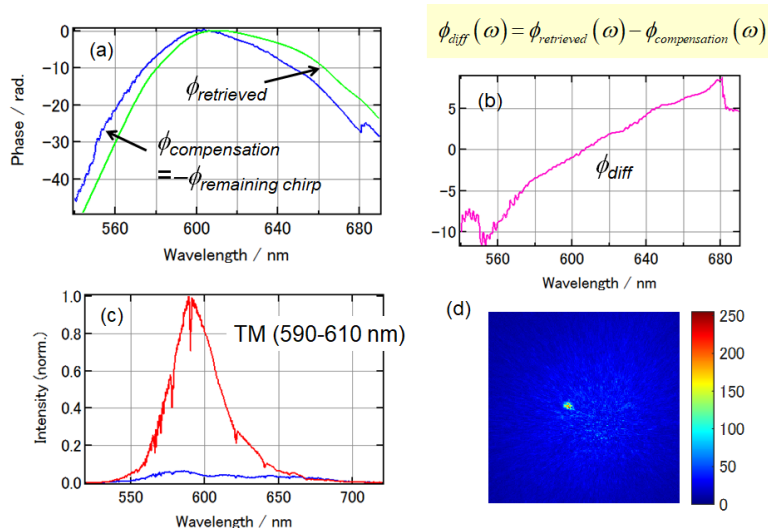 (a)
0
-10
-20
-30
-40
Phase / rad.
ϕretrieved
ϕcompensation
=-ϕremaining chirp
560
600
640
680
Wavelength / nm
ϕdiff(ω)=ϕretrieved(ω)-ϕcompensation(ω)
(b)
5
0
-5
-10
ϕdiff
560
600
640
680
Wavelength / nm
(c)
TM (590-610 nm)
1.0
0.8
0.6
0.4
0.2
0.0
Intensity (norm.)
550
600
650
700
Wavelength / nm
(d)
250
200
150
100
50
0